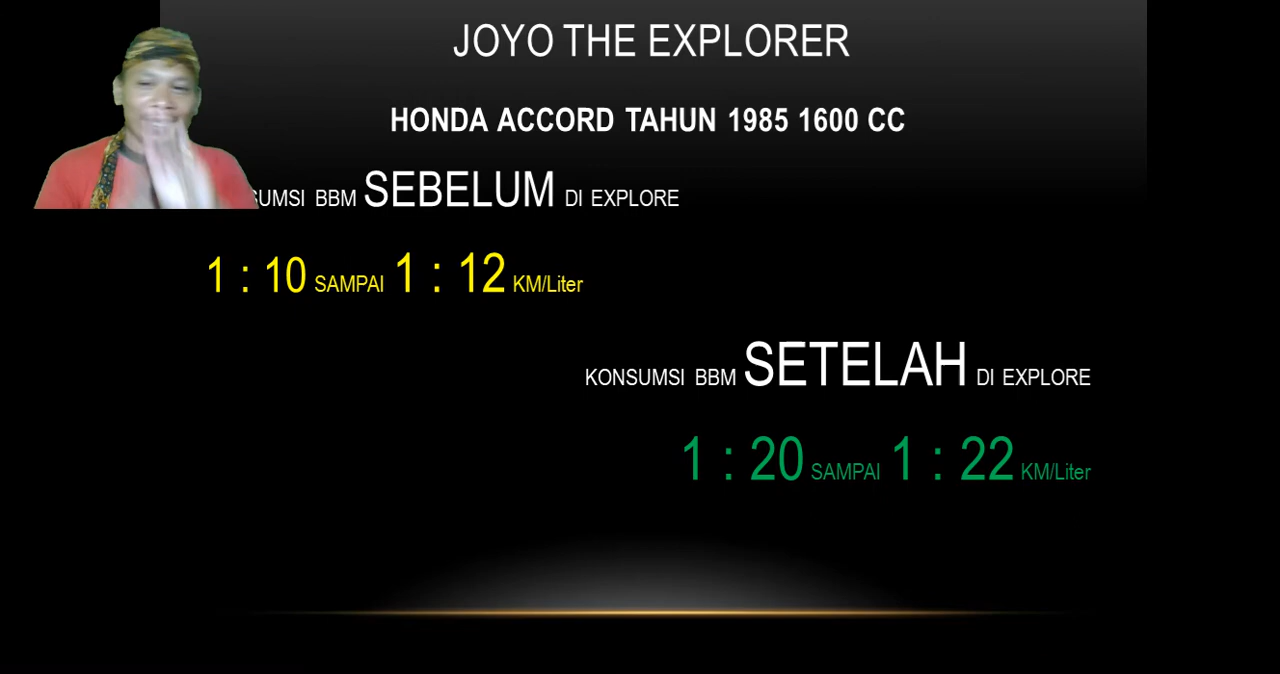 JOYO THE EXPLORER
HONDA ACCORD TAHUN 1985 1600 CC
BBM SEBELUM DI EXPLORE
1 : 10 SAMPAI 1 : 12 KM/Liter
KONSUMSI BBM SETELAH DI EXPLORE
1 : 20 SAMPAI 1 : 22 KM/Liter